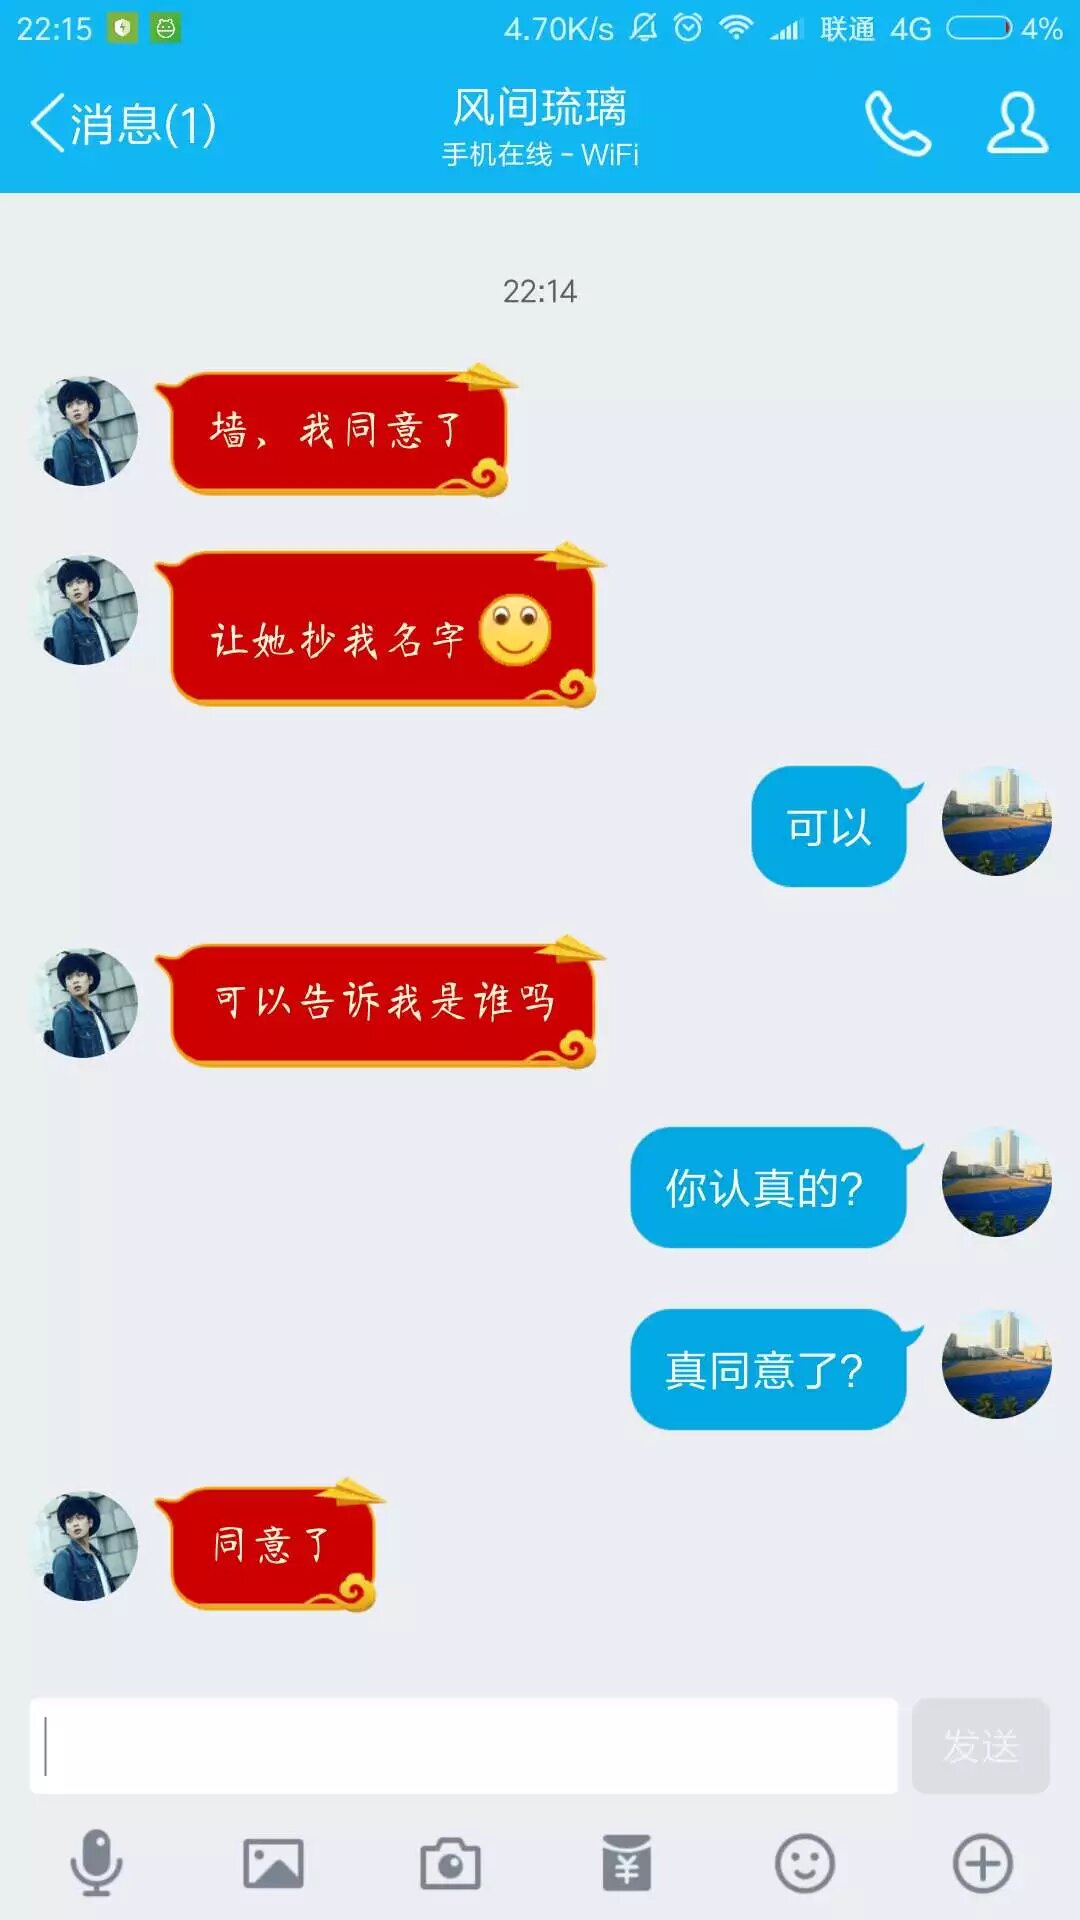 22:15 4.70K/s 联通 4G 4%
消息(1)
风间琉璃
手机在线 – WiFi
22:14
墙，我同意了
让她抄我名字
可以
可以告诉我是谁吗
你认真的?
真同意了?
同意了
发送